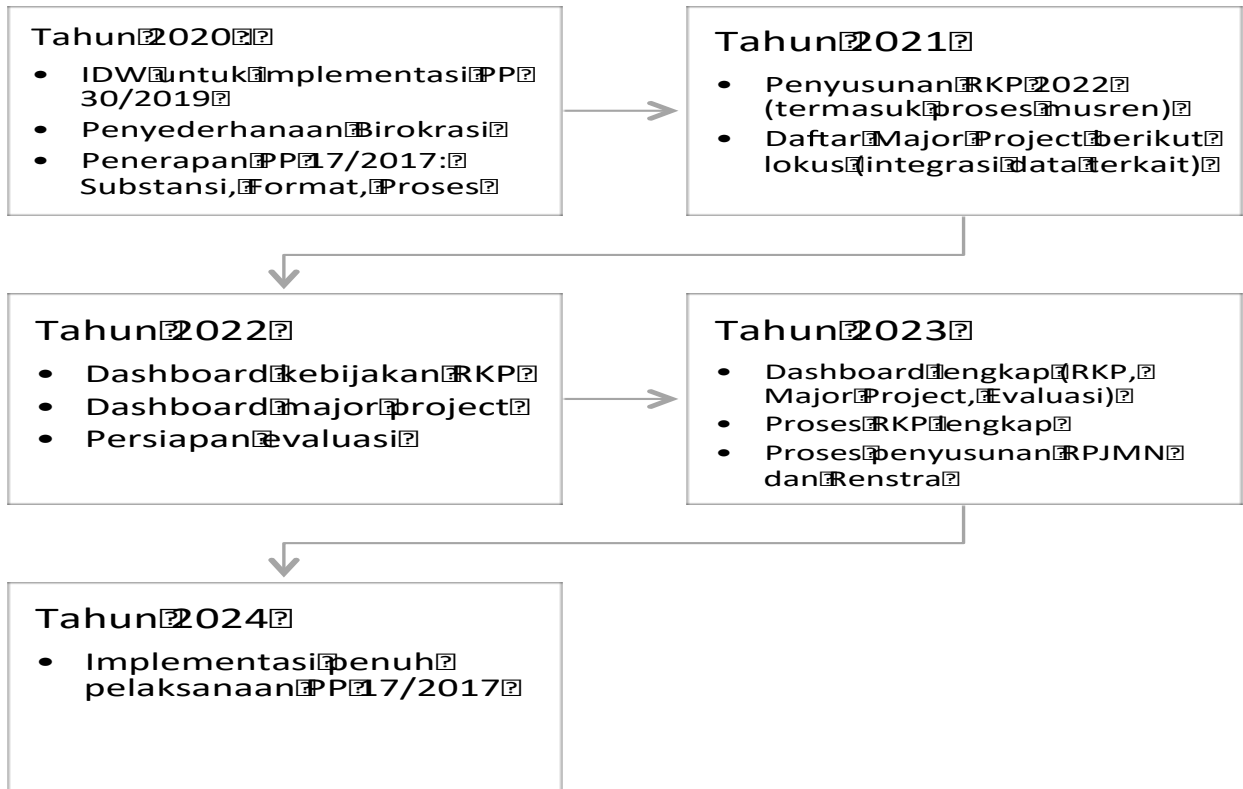 Tahun 2020
• IDW untuk implementasi PP
30/2019
• Penyederhanaan Birokrasi
• Penerapan PP 17/2017:
Substansi, Format, Proses
Tahun 2021
• Penyusunan RKP 2022
(termasuk proses musren)
• Daftar Major Project berikut
lokus (integrasi data terkait)
Tahun 2022
• Dashboard kebijakan RKP
• Dashboard major project
• Persiapan evaluasi
Tahun 2023
• Dashboard lengkap (RKP,
Major Project, Evaluasi)
• Proses RKP lengkap
• Proses penyusunan RPJMN
dan Renstra
Tahun 2024
• Implementasi penuh
pelaksanaan PP 17/2017